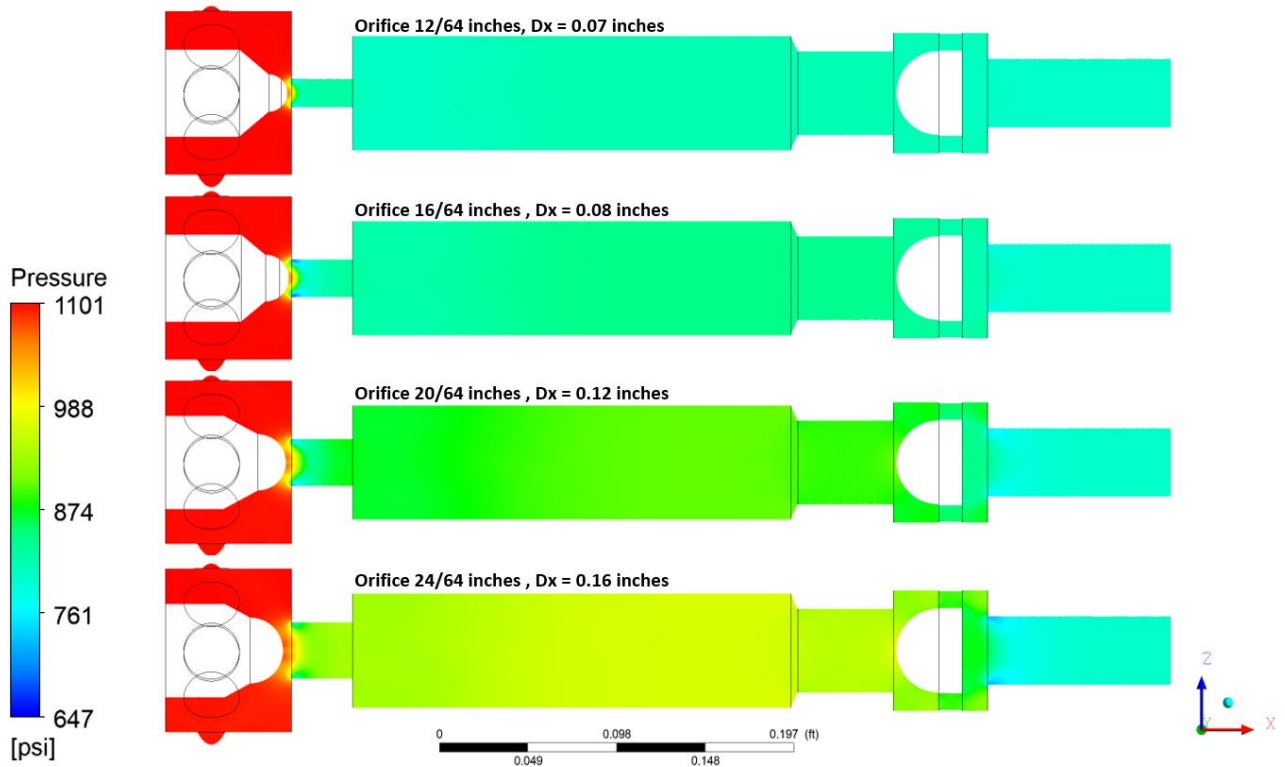 Orifice 12/64 inches, Dx = 0.07 inches
Orifice 16/64 inches , Dx = 0.08 inches
Pressure
1101
988
874
761
647
[psi]
Orifice 20/64 inches , Dx = 0.12 inches
Orifice 24/64 inches , Dx = 0.16 inches
0 0.098 0.197 (ft)
0.049 0.148
Z
Y X